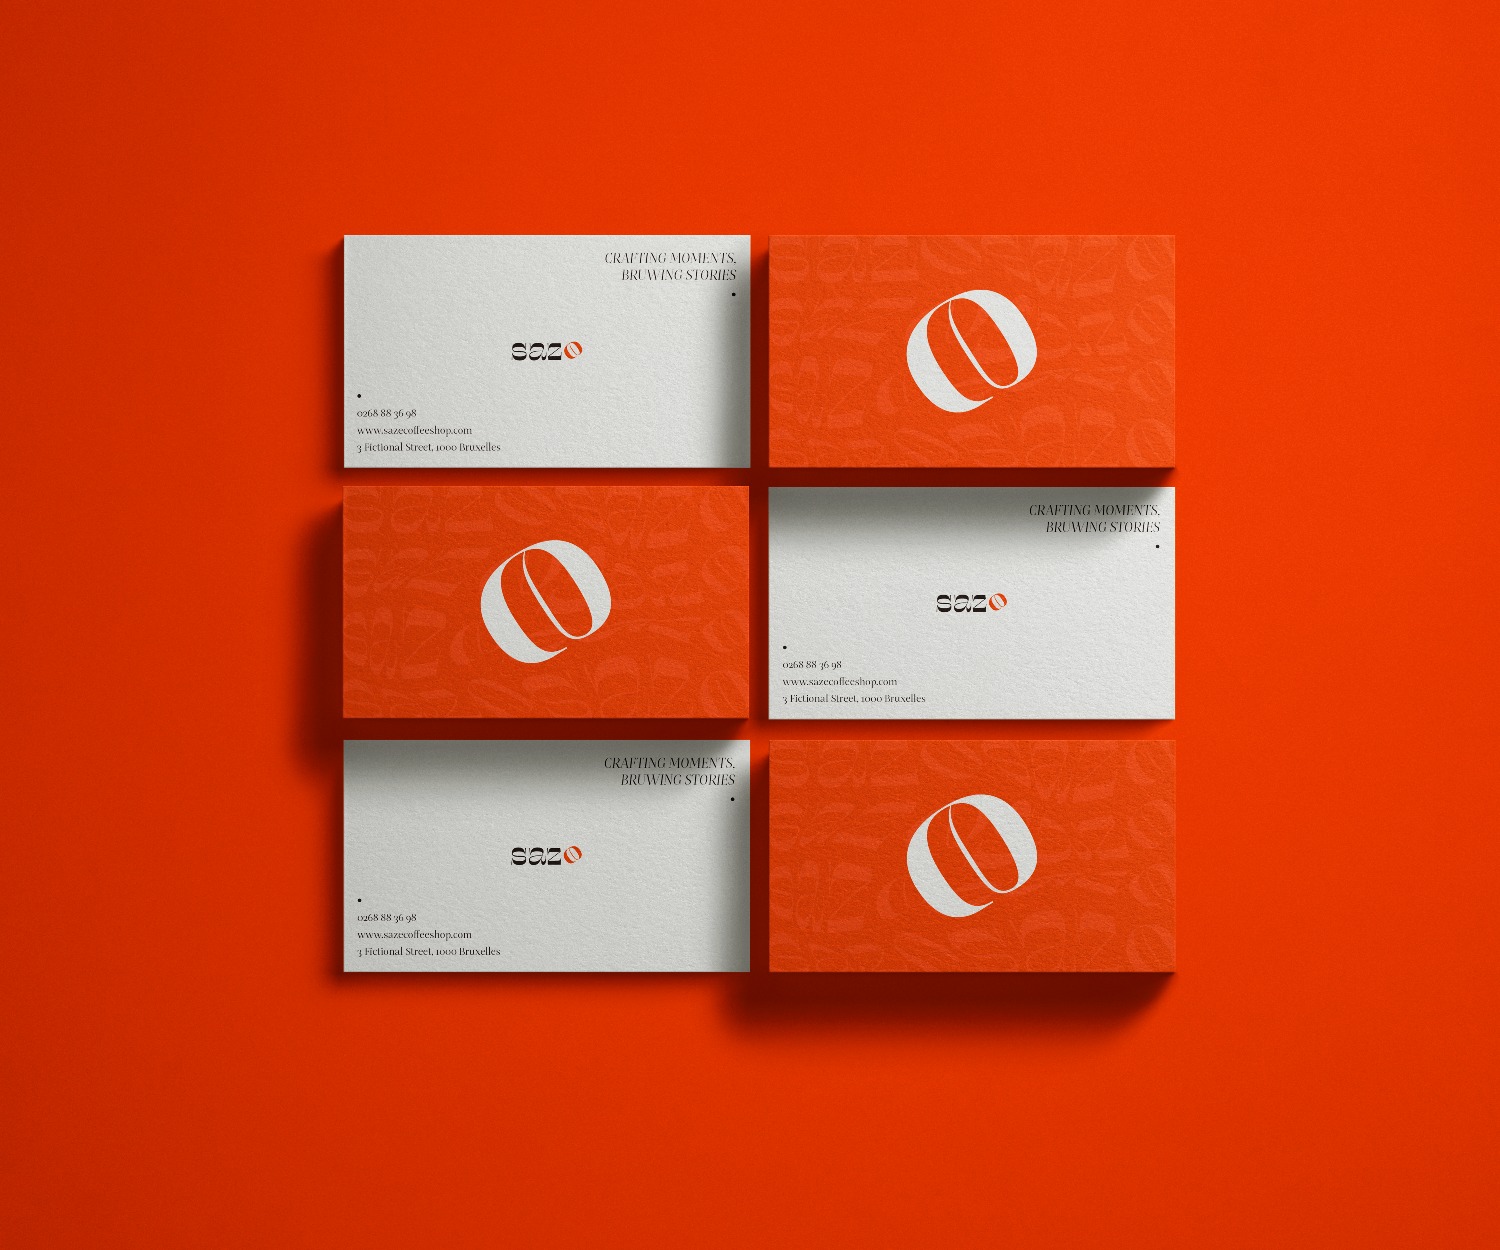 CRAFTING MOMENTS,
BRUWING STORIES
saze
0268 88 36 98
www.sazecoffeeshop.com
3 Fictional Street, 1000 Bruxelles
CRAFTING MOMENTS,
BRUWING STORIES
saze
0268 88 36 98
www.sazecoffeeshop.com
3 Fictional Street, 1000 Bruxelles
CRAFTING MOMENTS,
BRUWING STORIES
saze
0268 88 36 98
www.sazecoffeeshop.com
3 Fictional Street, 1000 Bruxelles